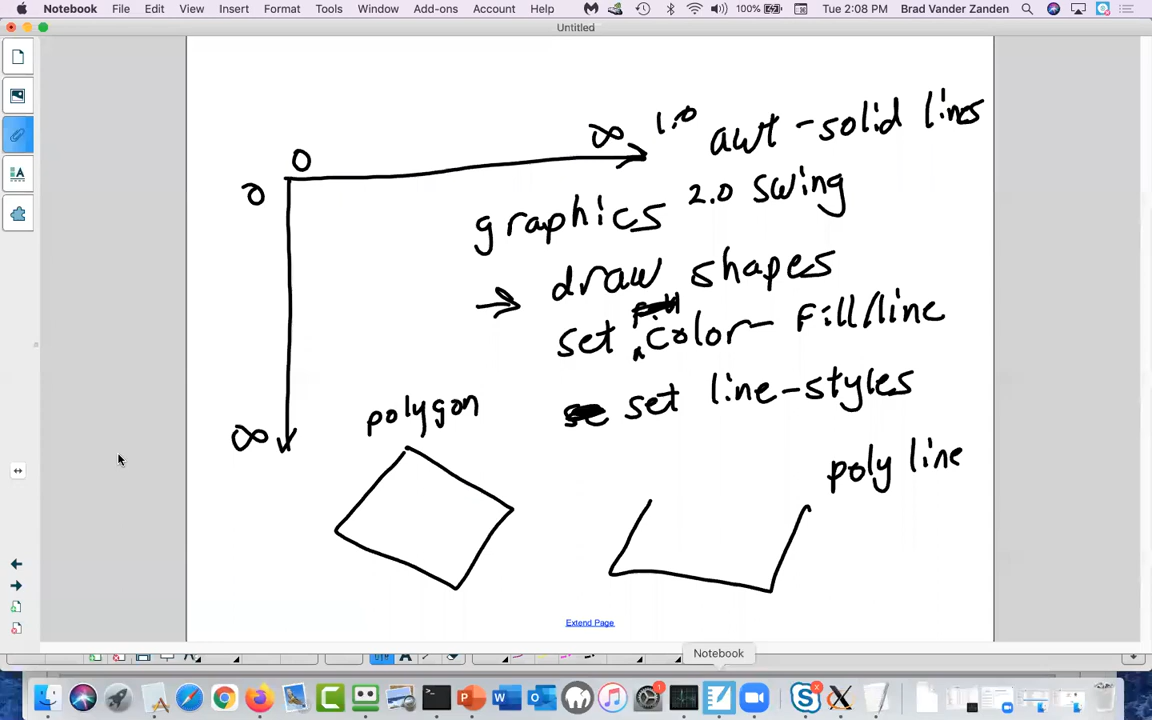 Notebook File Edit View Insert Format Tools Window Add-ons Account Help 100% Tue 2:08 PM Brad Vander Zanden
Untitled
0
0
∞
1.0 awt - solid lines
graphics 2.0 swing
→ draw shapes
set color - Fill/line
set line-styles
∞
polygon
poly line
Extend Page
Notebook